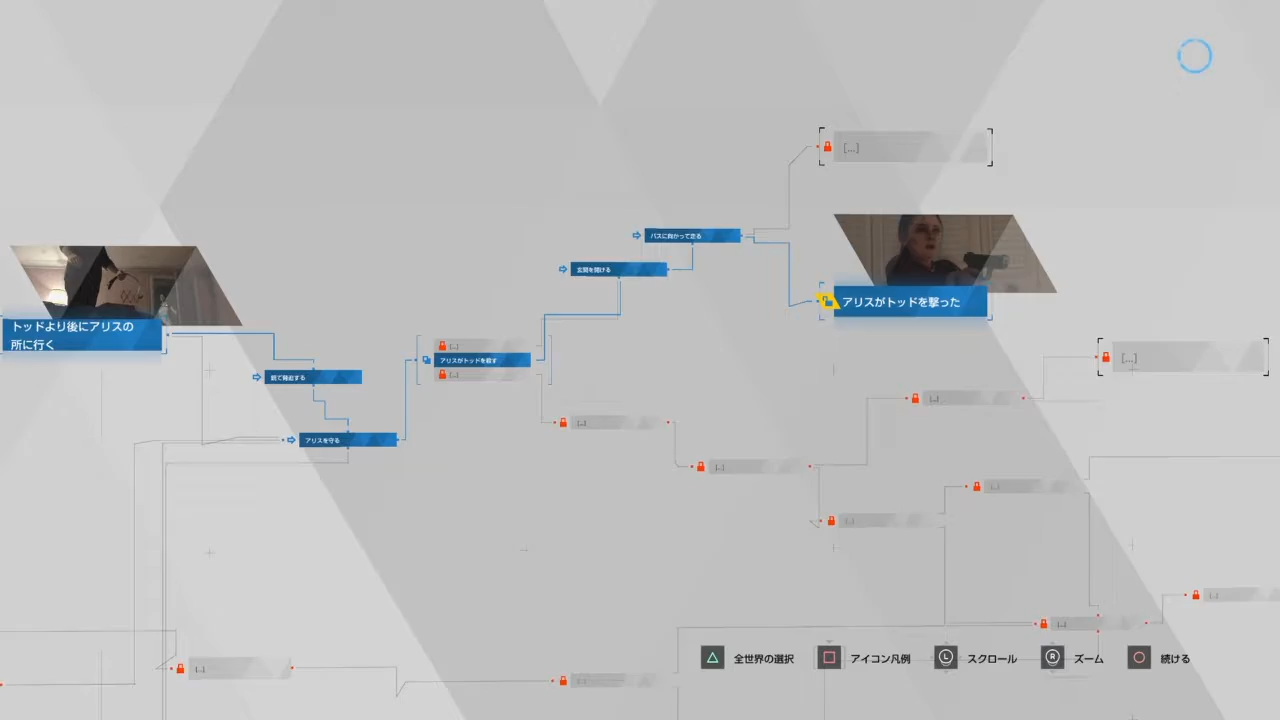 [...]
バスに向かって走る
玄関を開ける
アリスがトッドを撃った
トッドより後にアリスの
所に行く
[...]
アリスがトッドを殺す
[...]
[...]
銃で脅迫する
[...]
[...]
アリスを守る
[...]
[...]
[...]
[...]
[...]
[...]
[...]
全世界の選択
アイコン凡例
L
スクロール
R
ズーム
続ける